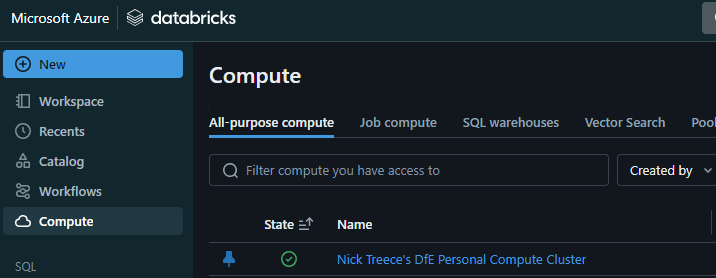 Microsoft Azure databricks
New
Workspace
Recents
Catalog
Workflows
Compute
SQL
Compute
All-purpose compute Job compute SQL warehouses Vector Search Pool
Filter compute you have access to Created by
State Name
Nick Treece's DfE Personal Compute Cluster